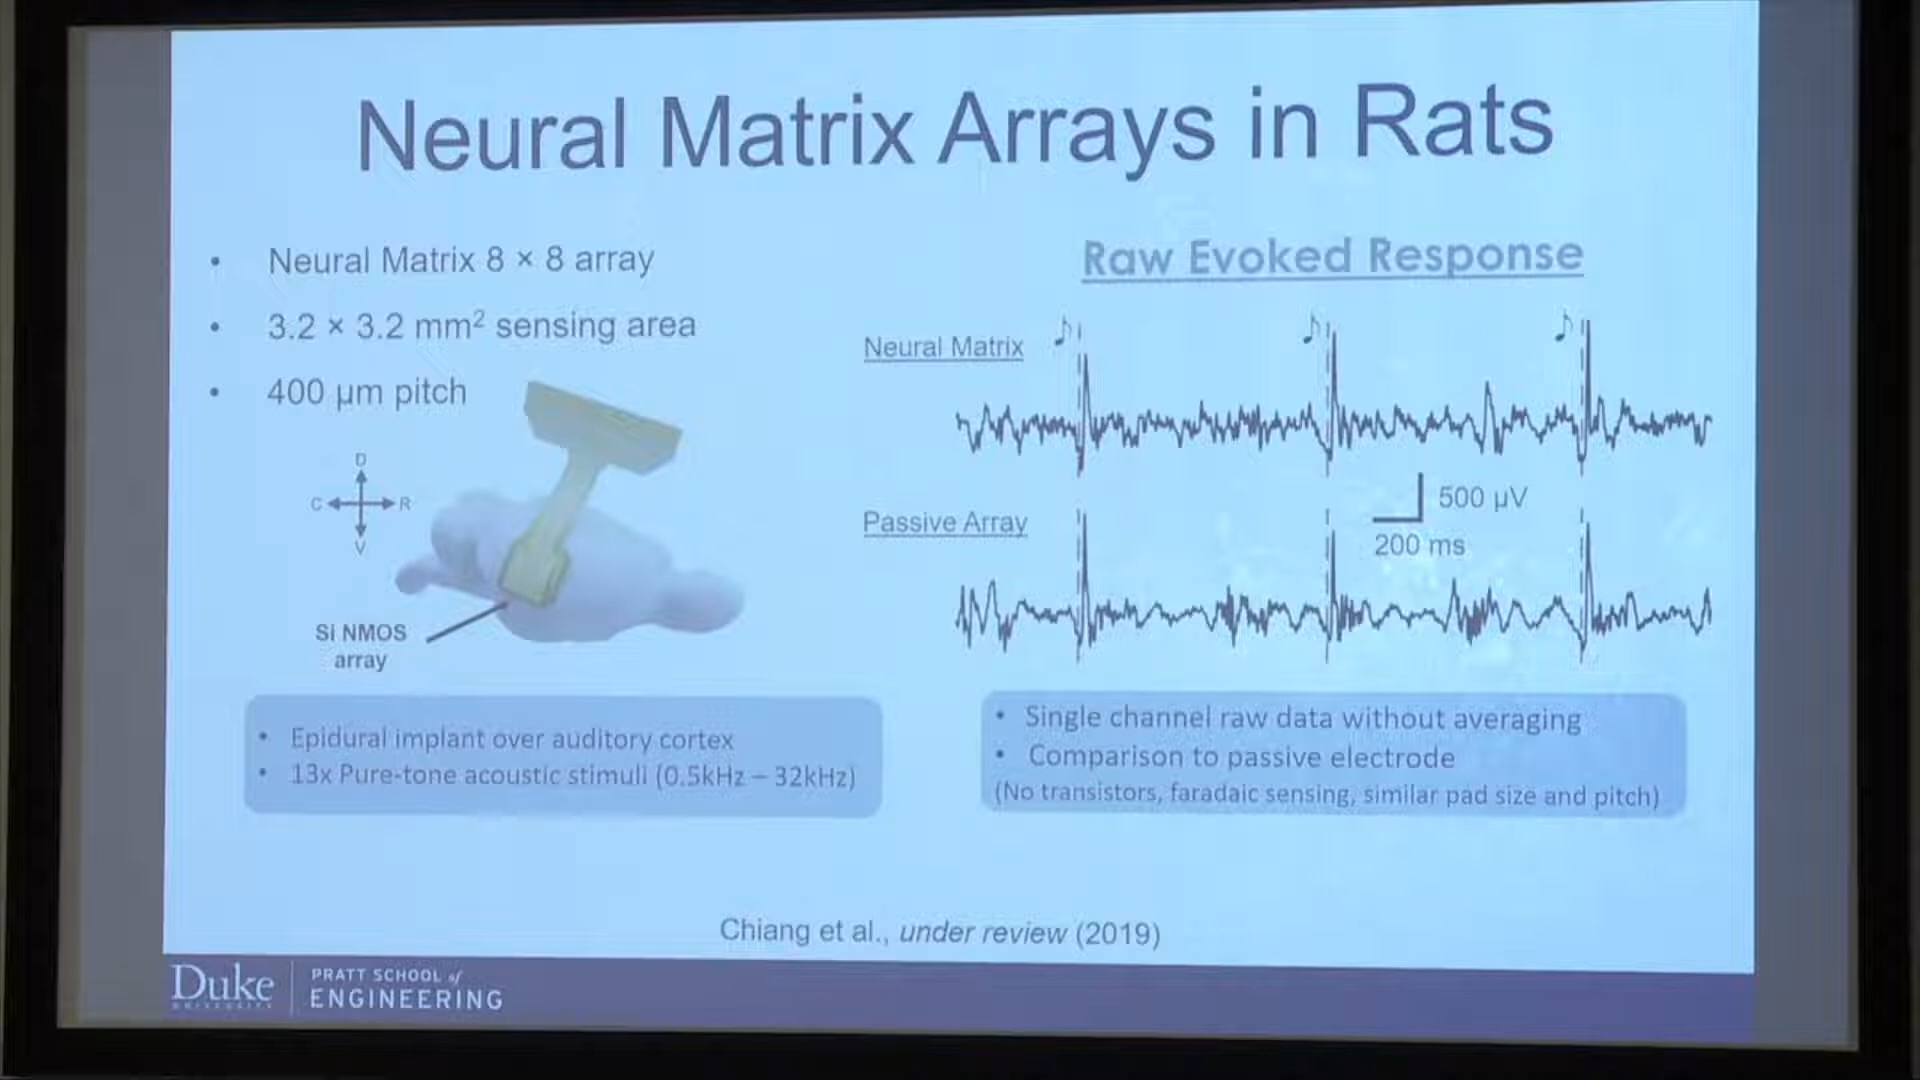 Neural Matrix Arrays in Rats
• Neural Matrix 8 × 8 array
• 3.2 × 3.2 mm² sensing area
• 400 µm pitch
D
C R
V
Si NMOS
array
• Epidural implant over auditory cortex
• 13x Pure-tone acoustic stimuli (0.5kHz – 32kHz)
Raw Evoked Response
Neural Matrix
500 µV
200 ms
Passive Array
• Single channel raw data without averaging
• Comparison to passive electrode
(No transistors, faradaic sensing, similar pad size and pitch)
Chiang et al., under review (2019)
Duke
UNIVERSITY
PRATT SCHOOL of
ENGINEERING